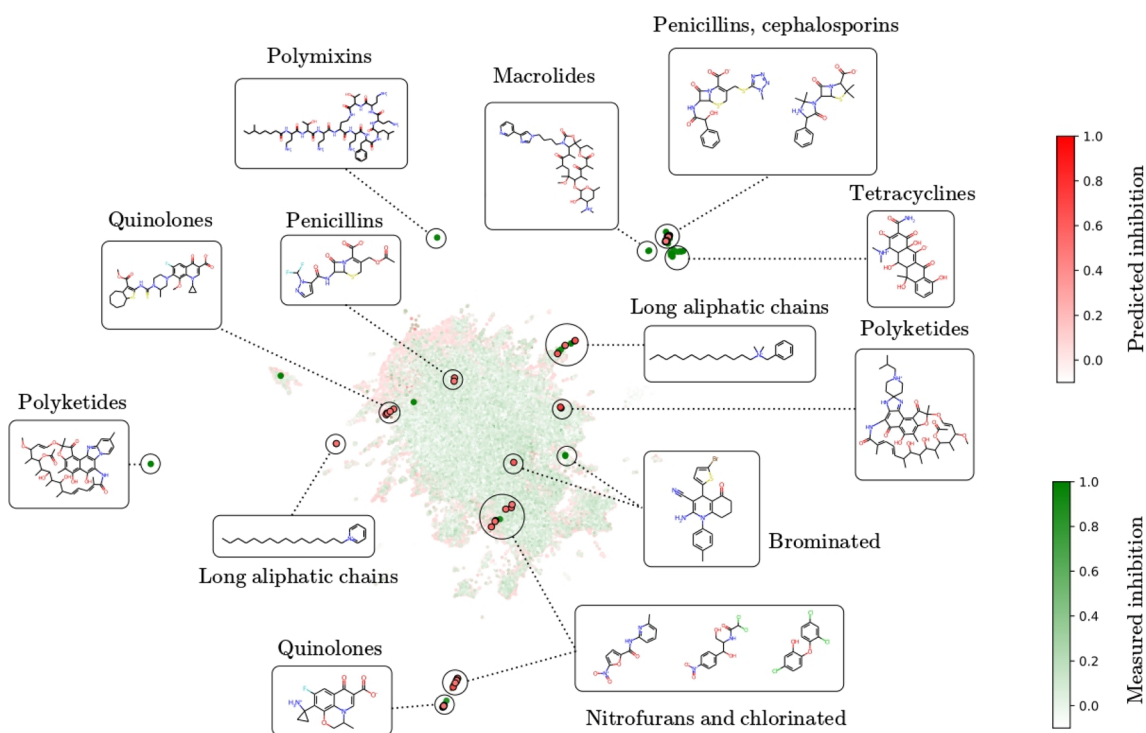 Penicillins, cephalosporins
Polymixins
Macrolides
Tetracyclines
Quinolones
Penicillins
Long aliphatic chains
Polyketides
Polyketides
Brominated
Long aliphatic chains
Quinolones
Nitrofurans and chlorinated
1.0
0.8
0.6
0.4
0.2
0.0
Predicted inhibition
1.0
0.8
0.6
0.4
0.2
0.0
Measured inhibition